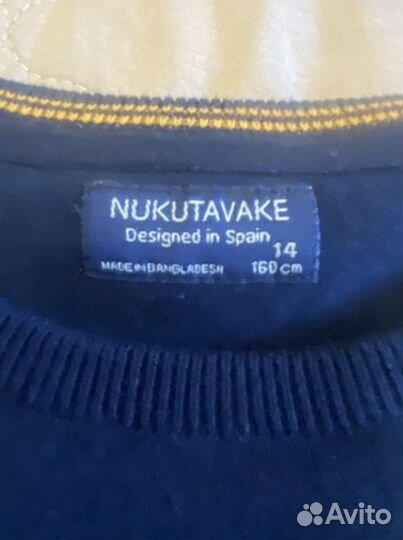 NUKUTAVAKE
Designed in Spain
14
MADE IN BANGLADESH 160 cm
Avito